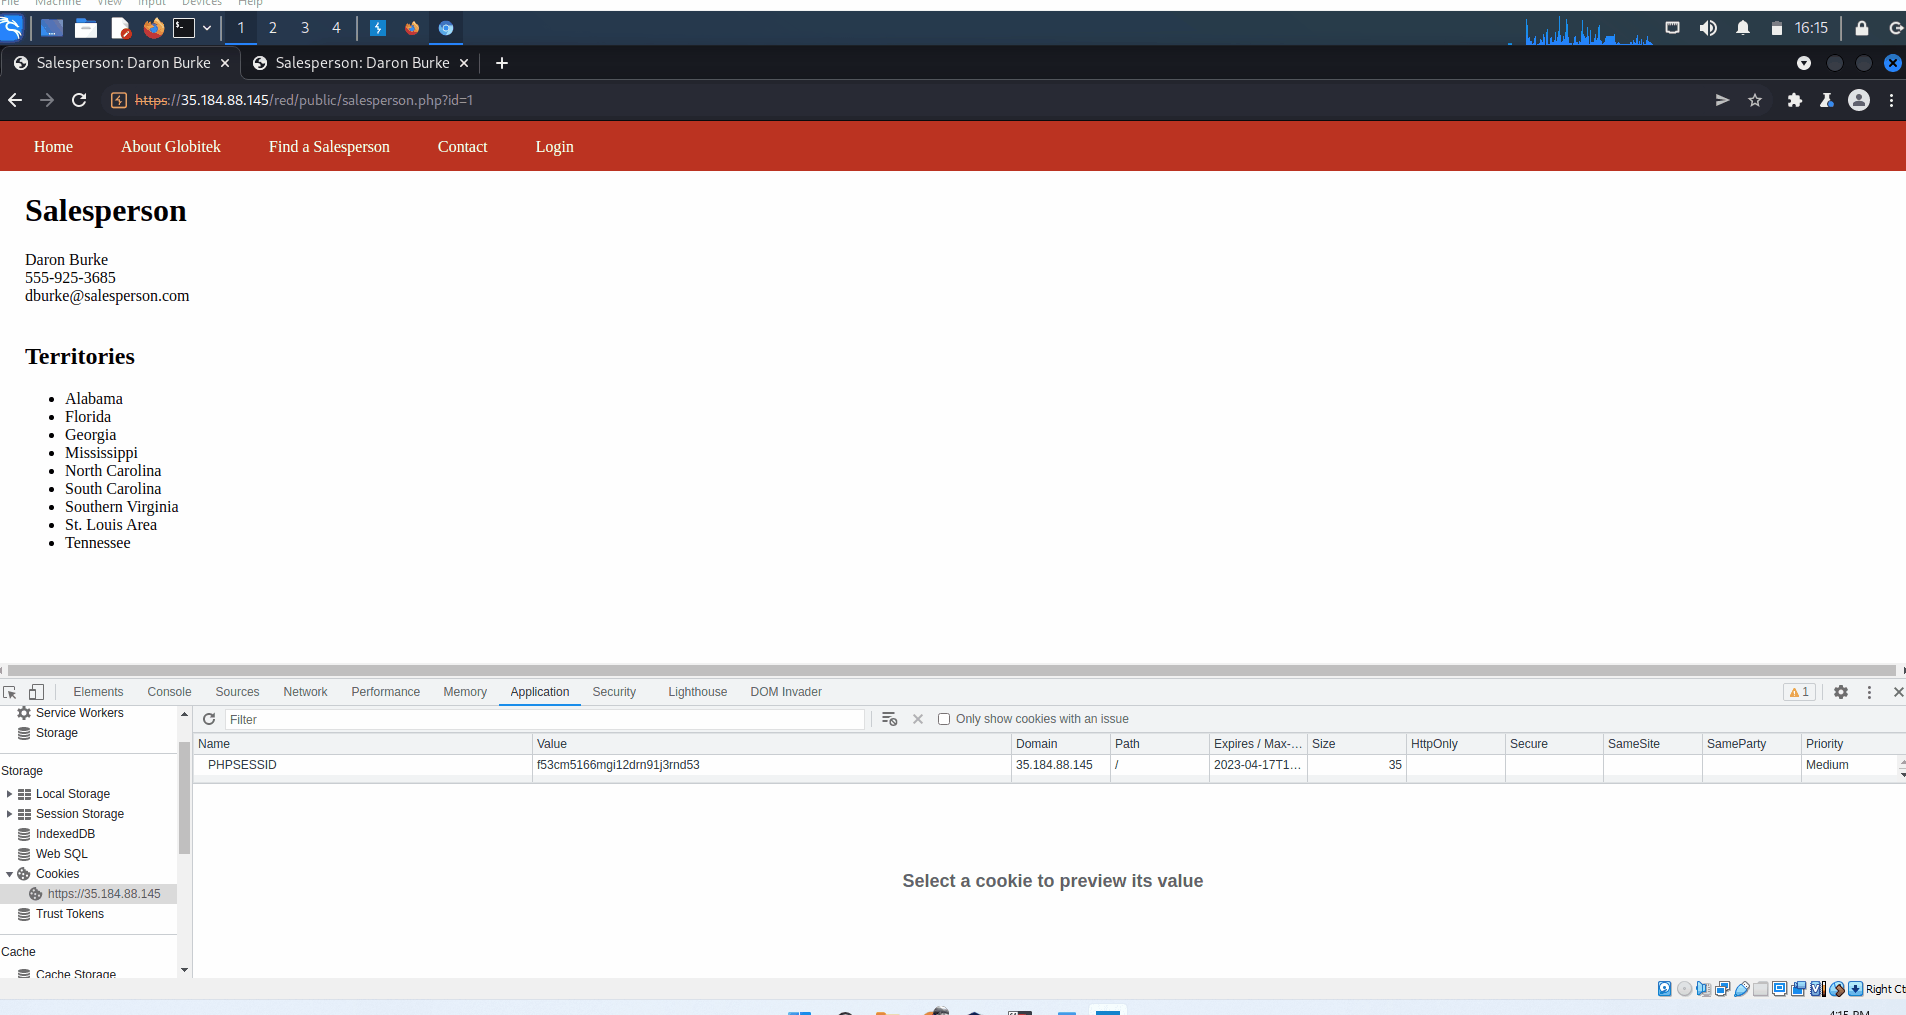 File Machine View Input Devices Help
1 2 3 4 16:15
Salesperson: Daron Burke Salesperson: Daron Burke
https://35.184.88.145/red/public/salesperson.php?id=1
Home About Globitek Find a Salesperson Contact Login
Salesperson
Daron Burke
555-925-3685
dburke@salesperson.com
Territories
Alabama
Florida
Georgia
Mississippi
North Carolina
South Carolina
Southern Virginia
St. Louis Area
Tennessee
Elements Console Sources Network Performance Memory Application Security Lighthouse DOM Invader 1
Service Workers
Storage
Storage
Local Storage
Session Storage
IndexedDB
Web SQL
Cookies
https://35.184.88.145
Trust Tokens
Cache
Cache Storage
Filter Only show cookies with an issue
Name Value Domain Path Expires / Max-... Size HttpOnly Secure SameSite SameParty Priority
PHPSESSID f53cm5166mgi12drn91j3rnd53 35.184.88.145 / 2023-04-17T1... 35 Medium
Select a cookie to preview its value
Right Ct
4:15 PM